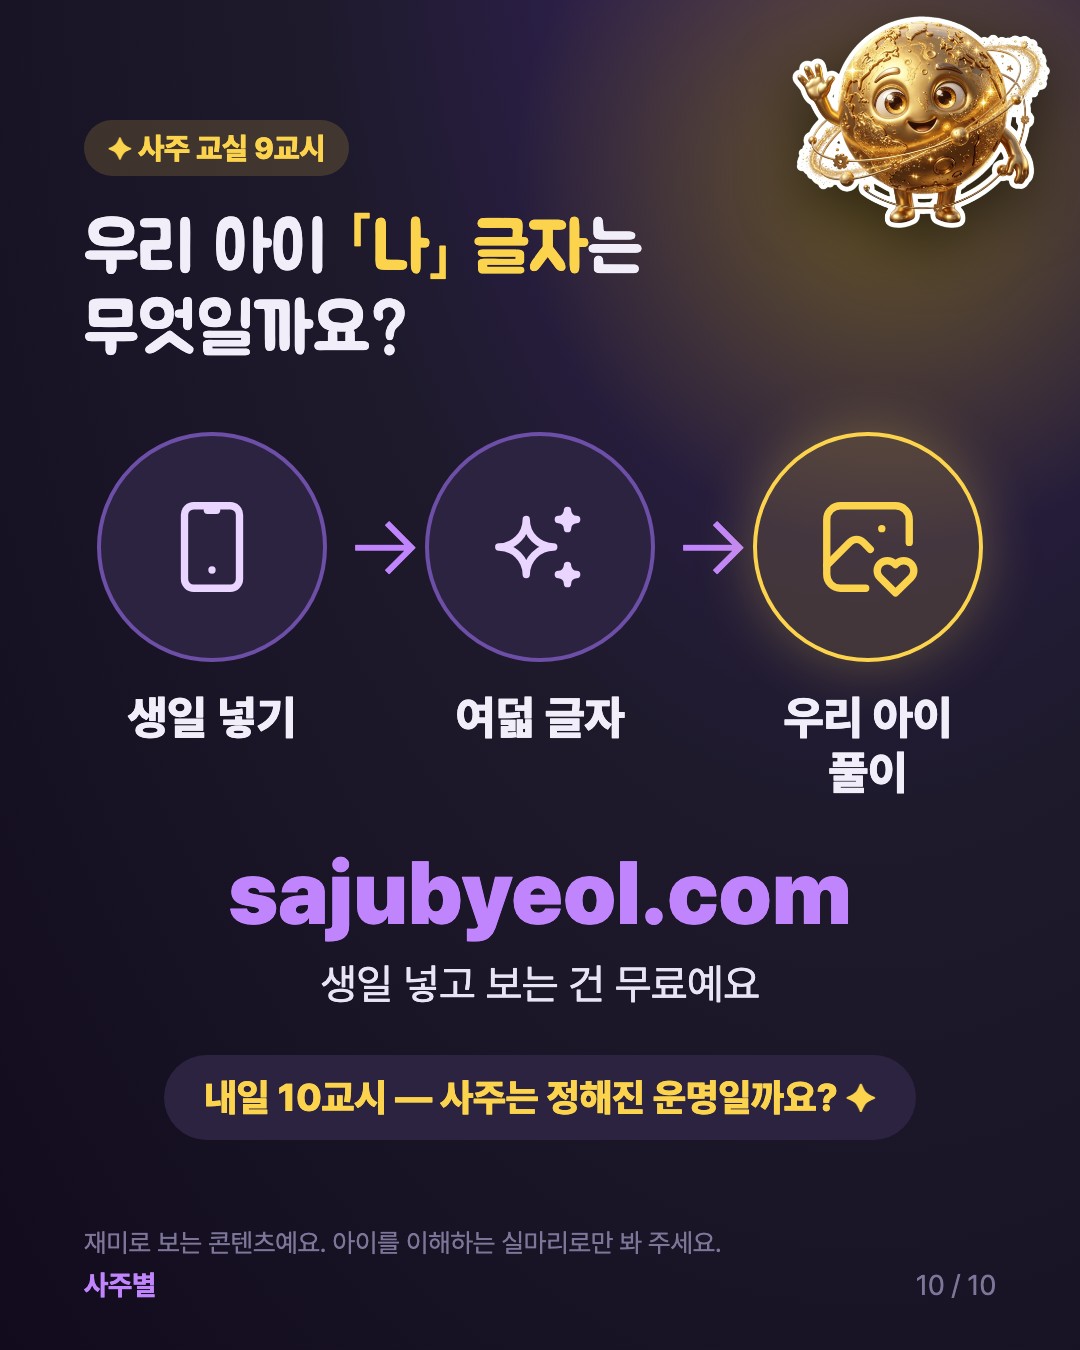 ✦ 사주 교실 9교시
우리 아이 「나」 글자는
무엇일까요?
생일 넣기
여덟 글자
우리 아이
풀이
sajubyeol.com
생일 넣고 보는 건 무료예요
내일 10교시 — 사주는 정해진 운명일까요? ✦
재미로 보는 콘텐츠예요. 아이를 이해하는 실마리로만 봐 주세요.
사주별
10 / 10